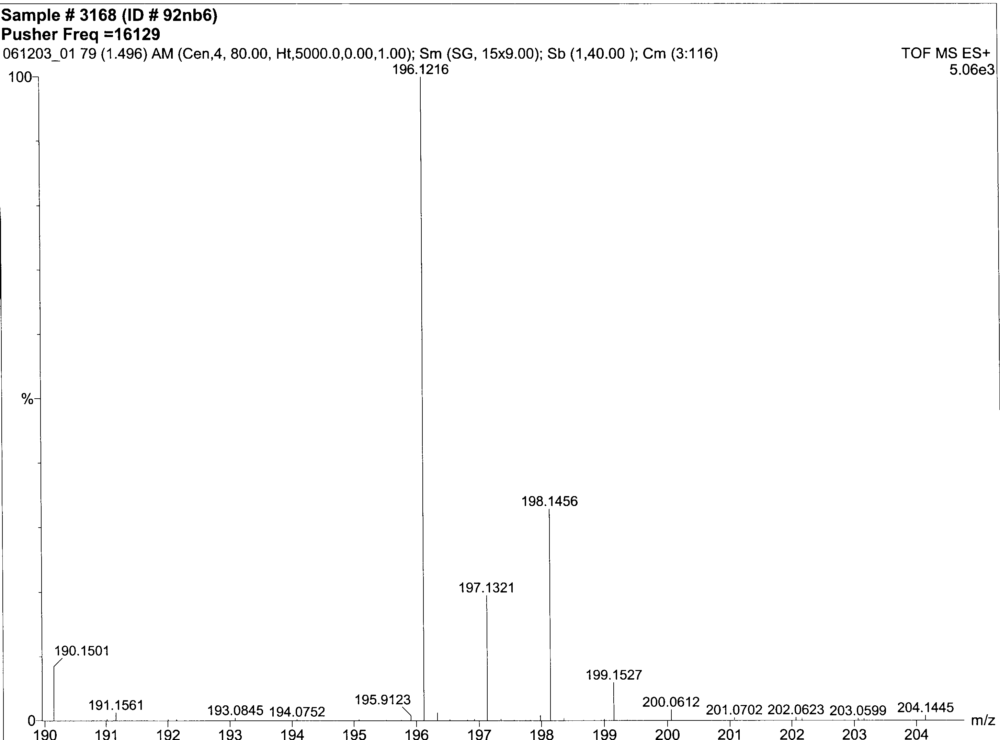 Sample # 3168 (ID # 92nb6)
Pusher Freq =16129
061203_01 79 (1.496) AM (Cen,4, 80.00, Ht,5000.0,0.00,1.00); Sm (SG, 15x9.00); Sb (1,40.00 ); Cm (3:116)
TOF MS ES+
196.1216
5.06e3
100
%
198.1456
197.1321
190.1501
199.1527
195.9123
191.1561
193.0845
194.0752
200.0612
201.0702
202.0623
203.0599
204.1445
0
m/z
190 191 192 193 194 195 196 197 198 199 200 201 202 203 204